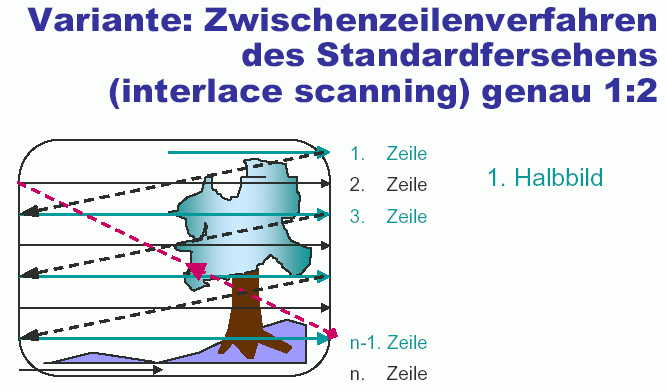 Variante: Zwischenzeilenverfahren
des Standardfersehens
(interlace scanning) genau 1:2
1. Zeile
2. Zeile
1. Halbbild
3. Zeile
n-1. Zeile
n. Zeile